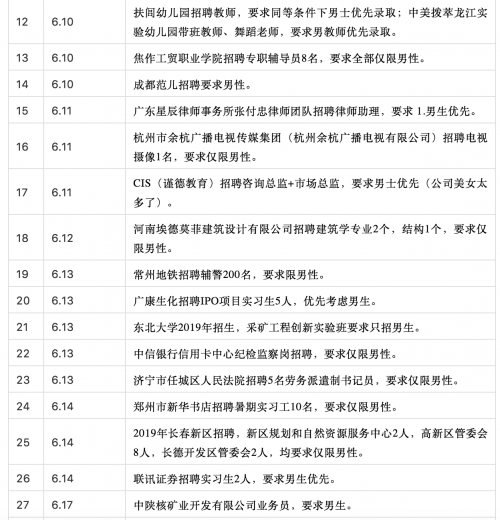 12 6.10 扶闾幼儿园招聘教师，要求同等条件下男士优先录取；中美拨萃龙江实
验幼儿园带班教师、舞蹈老师，要求男教师优先录取。
13 6.10 焦作工贸职业学院招聘专职辅导员8名，要求全部仅限男性。
14 6.10 成都范儿招聘要求男性。
15 6.11 广东星辰律师事务所张付忠律师团队招聘律师助理，要求 1.男生优先。
16 6.11 杭州市余杭广播电视传媒集团（杭州余杭广播电视有限公司）招聘电视
摄像1名，要求仅限男性。
17 6.11 CIS（谨德教育）招聘咨询总监+市场总监，要求男士优先（公司美女太
多了）。
18 6.12 河南埃德莫菲建筑设计有限公司招聘建筑学专业2个，结构1个，要求仅
限男性。
19 6.13 常州地铁招聘辅警200名，要求限男性。
20 6.13 广康生化招聘IPO项目实习生5人，优先考虑男生。
21 6.13 东北大学2019年招生，采矿工程创新实验班要求只招男生。
22 6.13 中信银行信用卡中心纪检监察岗招聘，要求仅限男性。
23 6.13 济宁市任城区人民法院招聘5名劳务派遣制书记员，要求仅限男性。
24 6.14 郑州市新华书店招聘暑期实习工10名，要求仅限男生。
25 6.14 2019年长春新区招聘，新区规划和自然资源服务中心2人，高新区管委会
8人，长德开发区管委会2人，均要求仅限男性。
26 6.14 联讯证券招聘实习生2人，要求男生优先。
27 6.17 中陕核矿业开发有限公司业务员，要求男生。